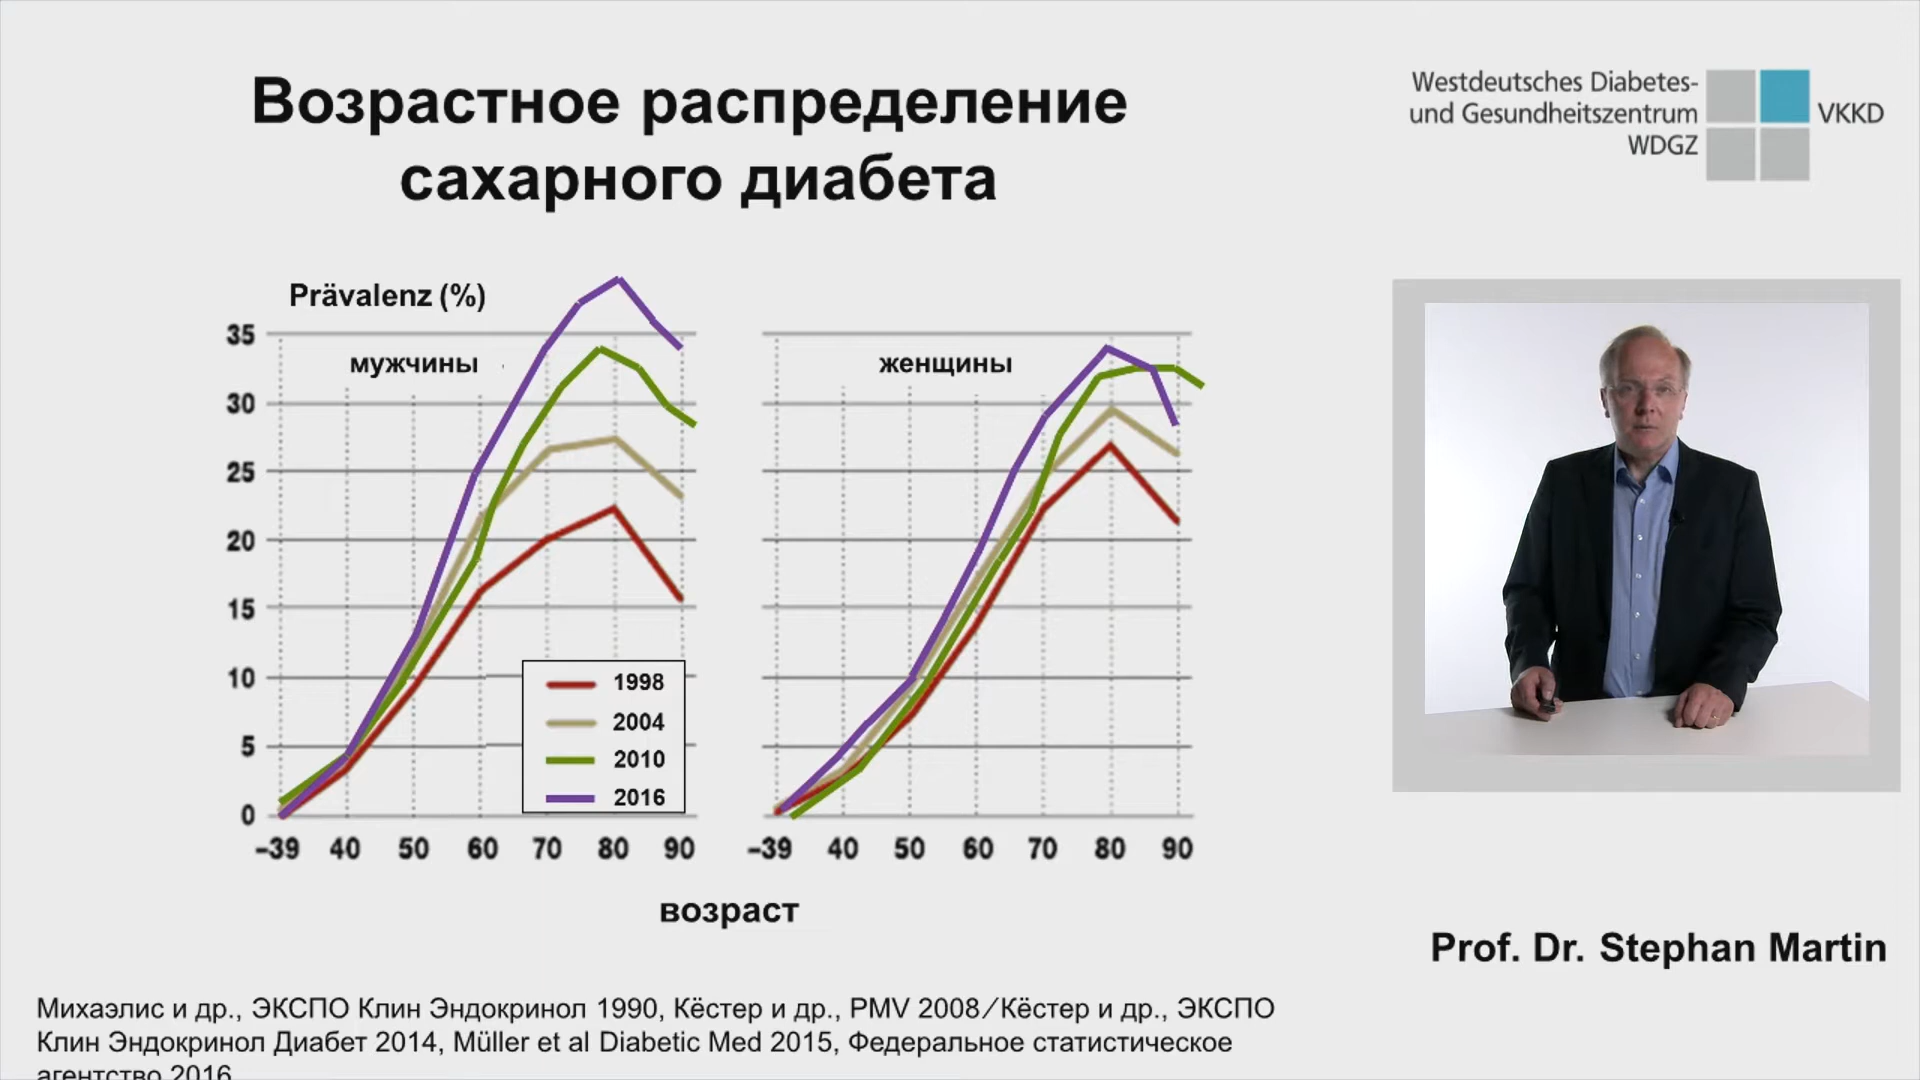 Возрастное распределение
сахарного диабета
Westdeutsches Diabetes-
und Gesundheitszentrum
WDGZ
VKKD
Prävalenz (%)
35
30
25
20
15
10
5
0
мужчины
женщины
1998
2004
2010
2016
–39 40 50 60 70 80 90
–39 40 50 60 70 80 90
возраст
Prof. Dr. Stephan Martin
Михаэлис и др., ЭКСПО Клин Эндокринол 1990, Кёстер и др., PMV 2008/Кёстер и др., ЭКСПО
Клин Эндокринол Диабет 2014, Müller et al Diabetic Med 2015, Федеральное статистическое
агентство 2016